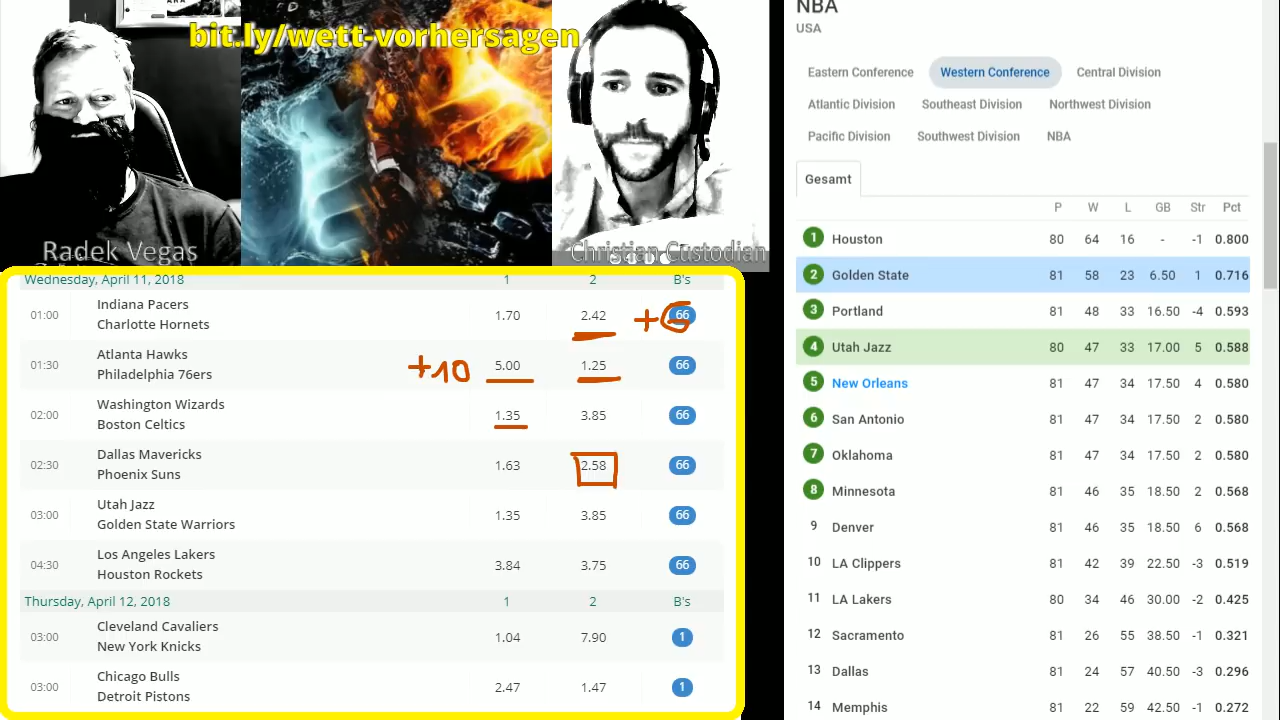 bit.ly/wett-vorhersagen
Radek Vegas
Christian Custodian
Wednesday, April 11, 2018 1 2 B's
01:00 Indiana Pacers
Charlotte Hornets 1.70 2.42 +6 66
01:30 Atlanta Hawks
Philadelphia 76ers +10 5.00 1.25 66
02:00 Washington Wizards
Boston Celtics 1.35 3.85 66
02:30 Dallas Mavericks
Phoenix Suns 1.63 2.58 66
03:00 Utah Jazz
Golden State Warriors 1.35 3.85 66
04:30 Los Angeles Lakers
Houston Rockets 3.84 3.75 66
Thursday, April 12, 2018 1 2 B's
03:00 Cleveland Cavaliers
New York Knicks 1.04 7.90 1
03:00 Chicago Bulls
Detroit Pistons 2.47 1.47 1
NBA
USA
Eastern Conference Western Conference Central Division
Atlantic Division Southeast Division Northwest Division
Pacific Division Southwest Division NBA
Gesamt
P W L GB Str Pct
1 Houston 80 64 16 - -1 0.800
2 Golden State 81 58 23 6.50 1 0.716
3 Portland 81 48 33 16.50 -4 0.593
4 Utah Jazz 80 47 33 17.00 5 0.588
5 New Orleans 81 47 34 17.50 4 0.580
6 San Antonio 81 47 34 17.50 2 0.580
7 Oklahoma 81 47 34 17.50 2 0.580
8 Minnesota 81 46 35 18.50 2 0.568
9 Denver 81 46 35 18.50 6 0.568
10 LA Clippers 81 42 39 22.50 -3 0.519
11 LA Lakers 80 34 46 30.00 -2 0.425
12 Sacramento 81 26 55 38.50 -1 0.321
13 Dallas 81 24 57 40.50 -3 0.296
14 Memphis 81 22 59 42.50 -1 0.272